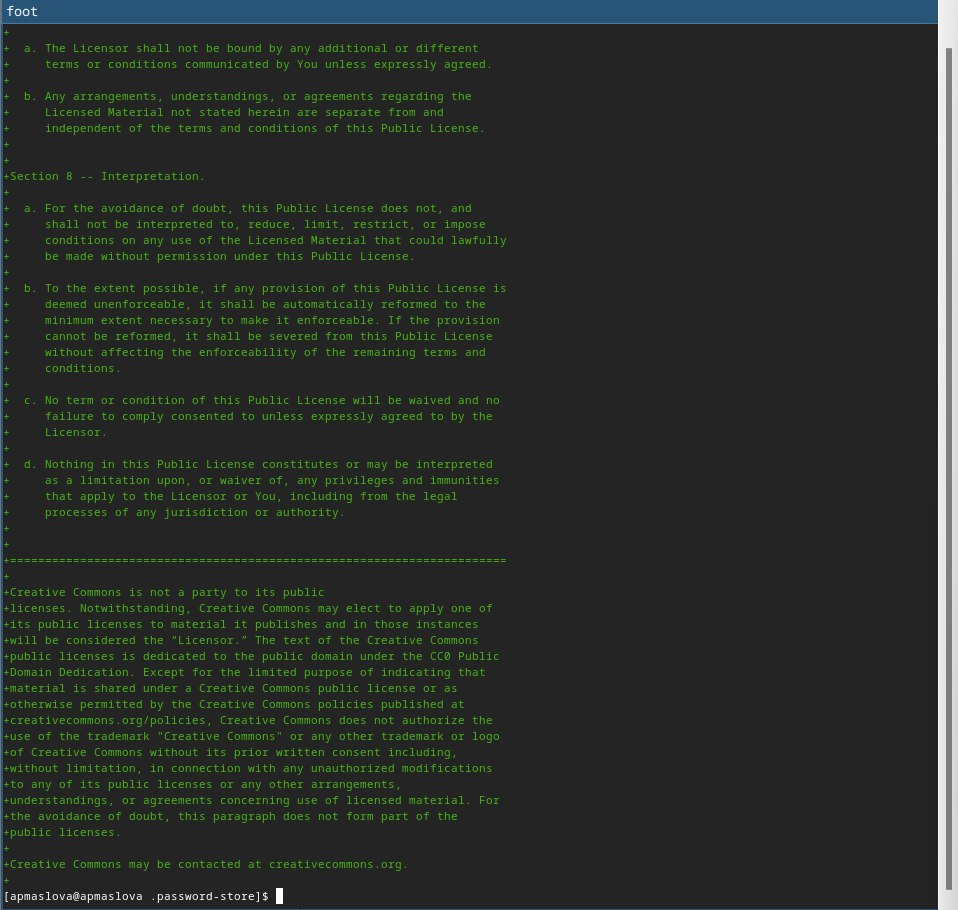 foot
+
+  a. The Licensor shall not be bound by any additional or different
+     terms or conditions communicated by You unless expressly agreed.
+
+  b. Any arrangements, understandings, or agreements regarding the
+     Licensed Material not stated herein are separate from and
+     independent of the terms and conditions of this Public License.
+
+
+Section 8 -- Interpretation.
+
+  a. For the avoidance of doubt, this Public License does not, and
+     shall not be interpreted to, reduce, limit, restrict, or impose
+     conditions on any use of the Licensed Material that could lawfully
+     be made without permission under this Public License.
+
+  b. To the extent possible, if any provision of this Public License is
+     deemed unenforceable, it shall be automatically reformed to the
+     minimum extent necessary to make it enforceable. If the provision
+     cannot be reformed, it shall be severed from this Public License
+     without affecting the enforceability of the remaining terms and
+     conditions.
+
+  c. No term or condition of this Public License will be waived and no
+     failure to comply consented to unless expressly agreed to by the
+     Licensor.
+
+  d. Nothing in this Public License constitutes or may be interpreted
+     as a limitation upon, or waiver of, any privileges and immunities
+     that apply to the Licensor or You, including from the legal
+     processes of any jurisdiction or authority.
+
+
+=======================================================================
+
+Creative Commons is not a party to its public
+licenses. Notwithstanding, Creative Commons may elect to apply one of
+its public licenses to material it publishes and in those instances
+will be considered the “Licensor.” The text of the Creative Commons
+public licenses is dedicated to the public domain under the CC0 Public
+Domain Dedication. Except for the limited purpose of indicating that
+material is shared under a Creative Commons public license or as
+otherwise permitted by the Creative Commons policies published at
+creativecommons.org/policies, Creative Commons does not authorize the
+use of the trademark "Creative Commons" or any other trademark or logo
+of Creative Commons without its prior written consent including,
+without limitation, in connection with any unauthorized modifications
+to any of its public licenses or any other arrangements,
+understandings, or agreements concerning use of licensed material. For
+the avoidance of doubt, this paragraph does not form part of the
+public licenses.
+
+Creative Commons may be contacted at creativecommons.org.
+
[apmaslova@apmaslova .password-store]$